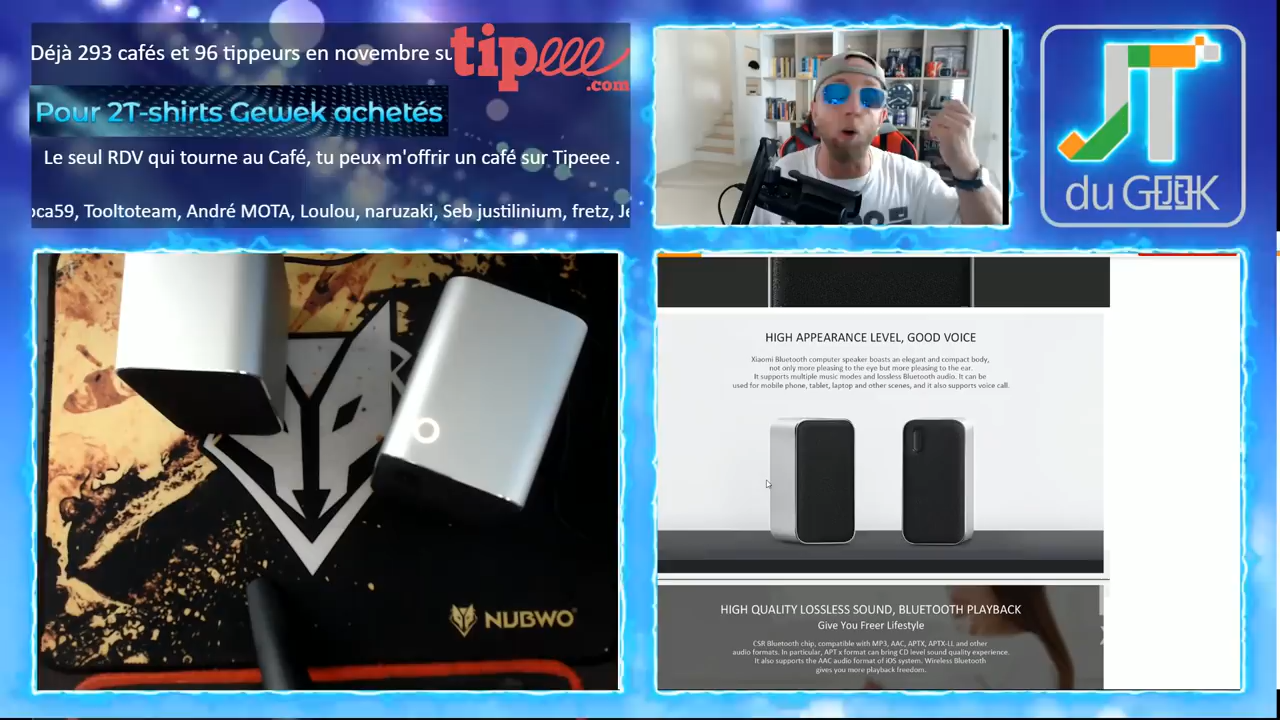 Déjà 293 cafés et 96 tippeurs en novembre su
tipeee
.com
Pour 2T-shirts Gewek achetés
Le seul RDV qui tourne au Café, tu peux m'offrir un café sur Tipeee .
oca59, Tooltoteam, André MOTA, Loulou, naruzaki, Seb justilinium, fretz, Je
JT
du GEEK
NUBWO
HIGH APPEARANCE LEVEL, GOOD VOICE
Xiaomi Bluetooth computer speaker boasts an elegant and compact body,
not only more pleasing to the eye but more pleasing to the ear.
It supports multiple music modes and lossless Bluetooth audio. It can be
used for mobile phone, tablet, laptop and other scenes, and it also supports voice call.
HIGH QUALITY LOSSLESS SOUND, BLUETOOTH PLAYBACK
Give You Freer Lifestyle
CSR Bluetooth chip, compatible with MP3, AAC, APTX, APTX-LL and other
audio formats. In particular, APT x format can bring CD level sound quality experience.
It also supports the AAC audio format of iOS system. Wireless Bluetooth
gives you more playback freedom.